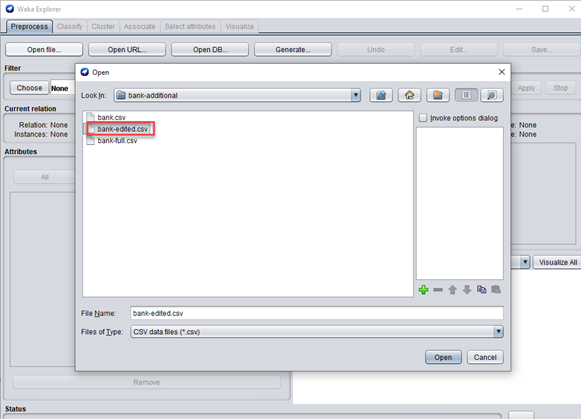 Weka Explorer
Preprocess Classify Cluster Associate Select attributes Visualize
Open file... Open URL... Open DB... Generate... Undo Edit... Save...
Filter
Choose None Apply Stop
Current relation
Relation: None
Instances: None
Attributes
All
Remove
Status
Visualize All
Open
Look In: bank-additional
bank.csv
bank-edited.csv
bank-full.csv
Invoke options dialog
File Name: bank-edited.csv
Files of Type: CSV data files (*.csv)
Open Cancel